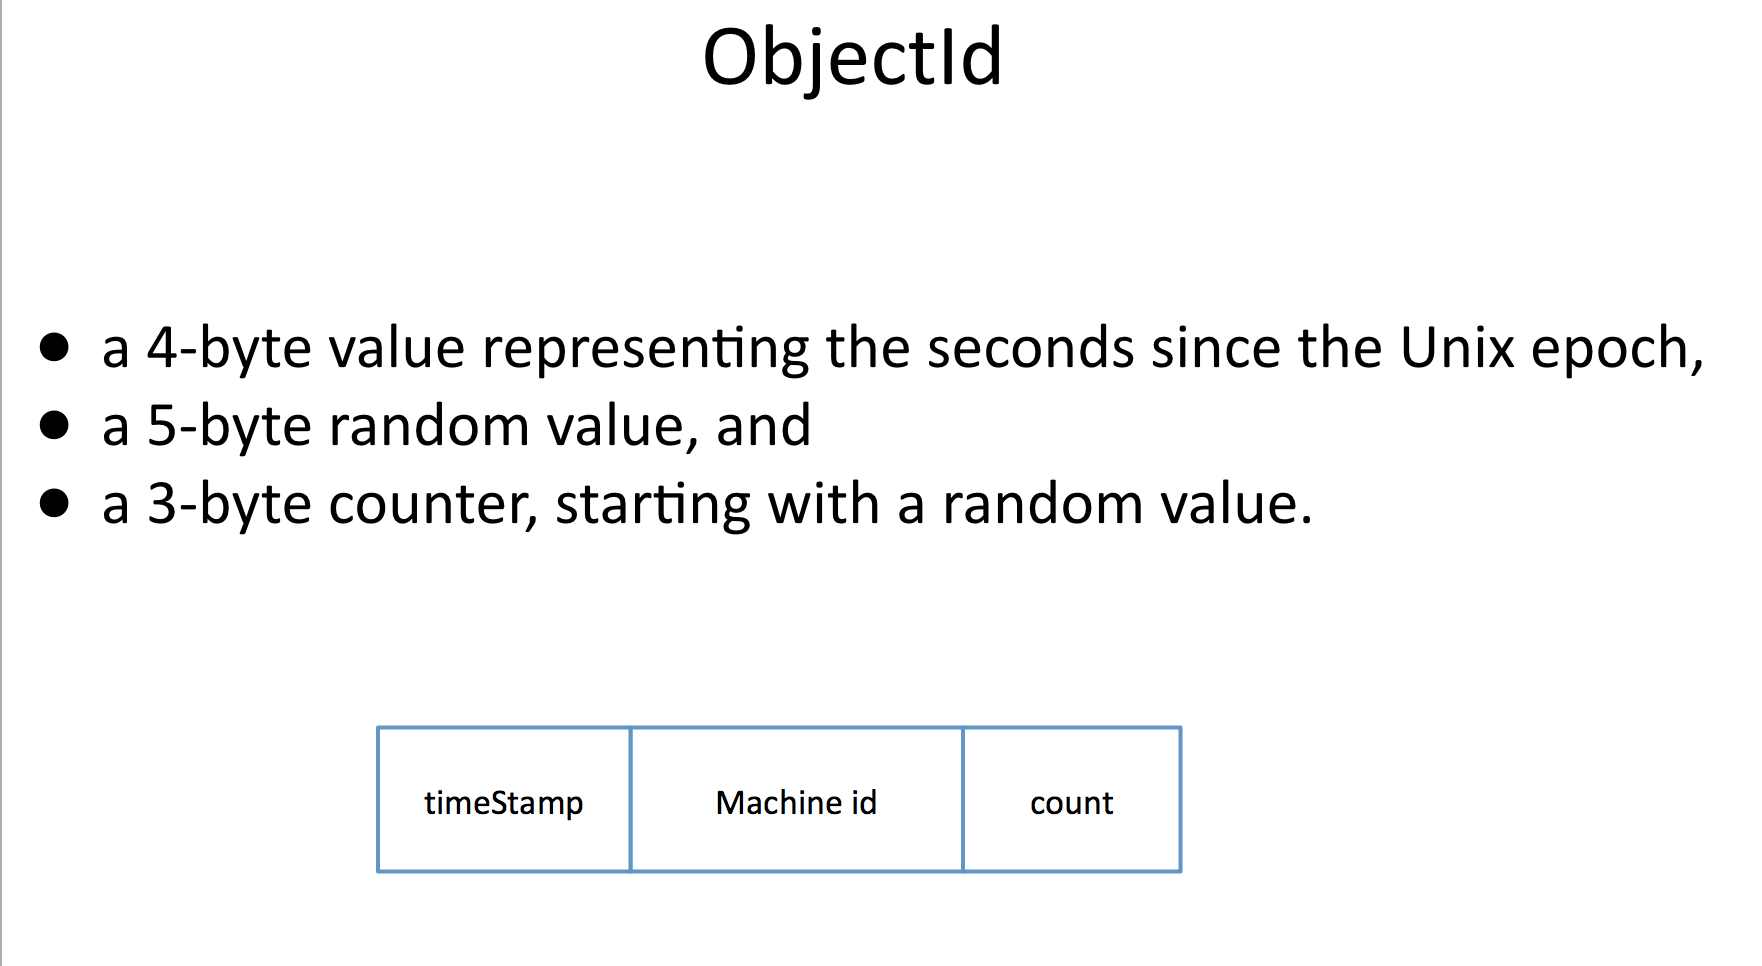 ObjectId
● a 4-byte value representing the seconds since the Unix epoch,
● a 5-byte random value, and
● a 3-byte counter, starting with a random value.
timeStamp Machine id count